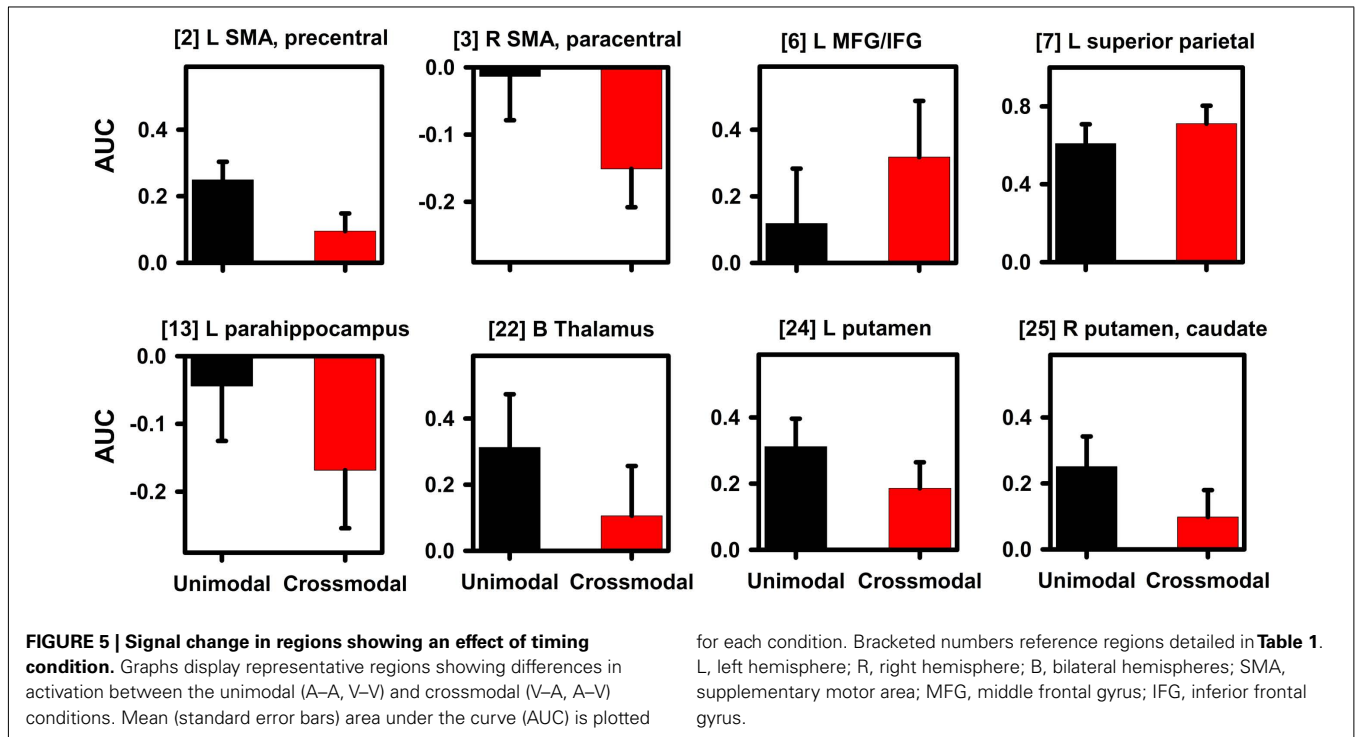 [2] L SMA, precentral
[3] R SMA, paracentral
[6] L MFG/IFG
[7] L superior parietal
AUC
0.4
0.2
0.0
0.0
-0.1
-0.2
0.4
0.2
0.0
0.8
0.4
0.0
[13] L parahippocampus
[22] B Thalamus
[24] L putamen
[25] R putamen, caudate
AUC
0.0
-0.1
-0.2
0.4
0.2
0.0
0.4
0.2
0.0
0.4
0.2
0.0
Unimodal Crossmodal
Unimodal Crossmodal
Unimodal Crossmodal
Unimodal Crossmodal
FIGURE 5 | Signal change in regions showing an effect of timing
condition. Graphs display representative regions showing differences in
activation between the unimodal (A–A, V–V) and crossmodal (V–A, A–V)
conditions. Mean (standard error bars) area under the curve (AUC) is plotted
for each condition. Bracketed numbers reference regions detailed in Table 1.
L, left hemisphere; R, right hemisphere; B, bilateral hemispheres; SMA,
supplementary motor area; MFG, middle frontal gyrus; IFG, inferior frontal
gyrus.